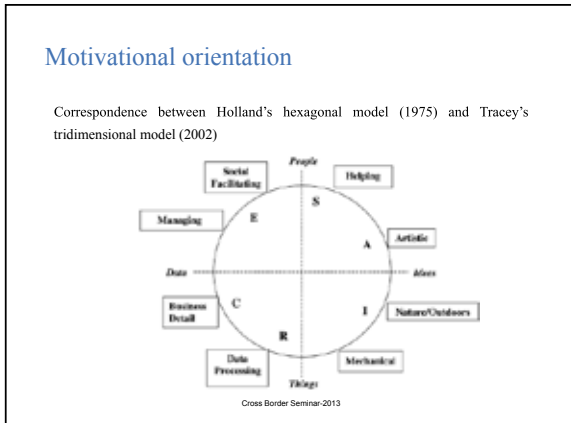 Motivational orientation
Correspondence between Holland's hexagonal model (1975) and Tracey's
tridimensional model (2002)
People
Social
Facilitating
Helping
S
E
Managing
A
Artistic
Data
Ideas
Business
Detail
C
I
Nature/Outdoors
R
Data
Processing
Mechanical
Things
Cross Border Seminar-2013